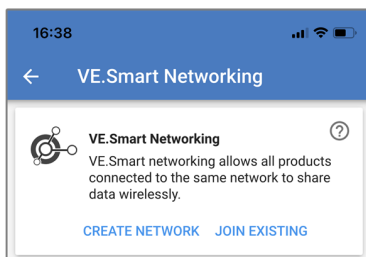 16:38
VE.Smart Networking
VE.Smart Networking
VE.Smart networking allows all products
connected to the same network to share
data wirelessly.
CREATE NETWORK JOIN EXISTING